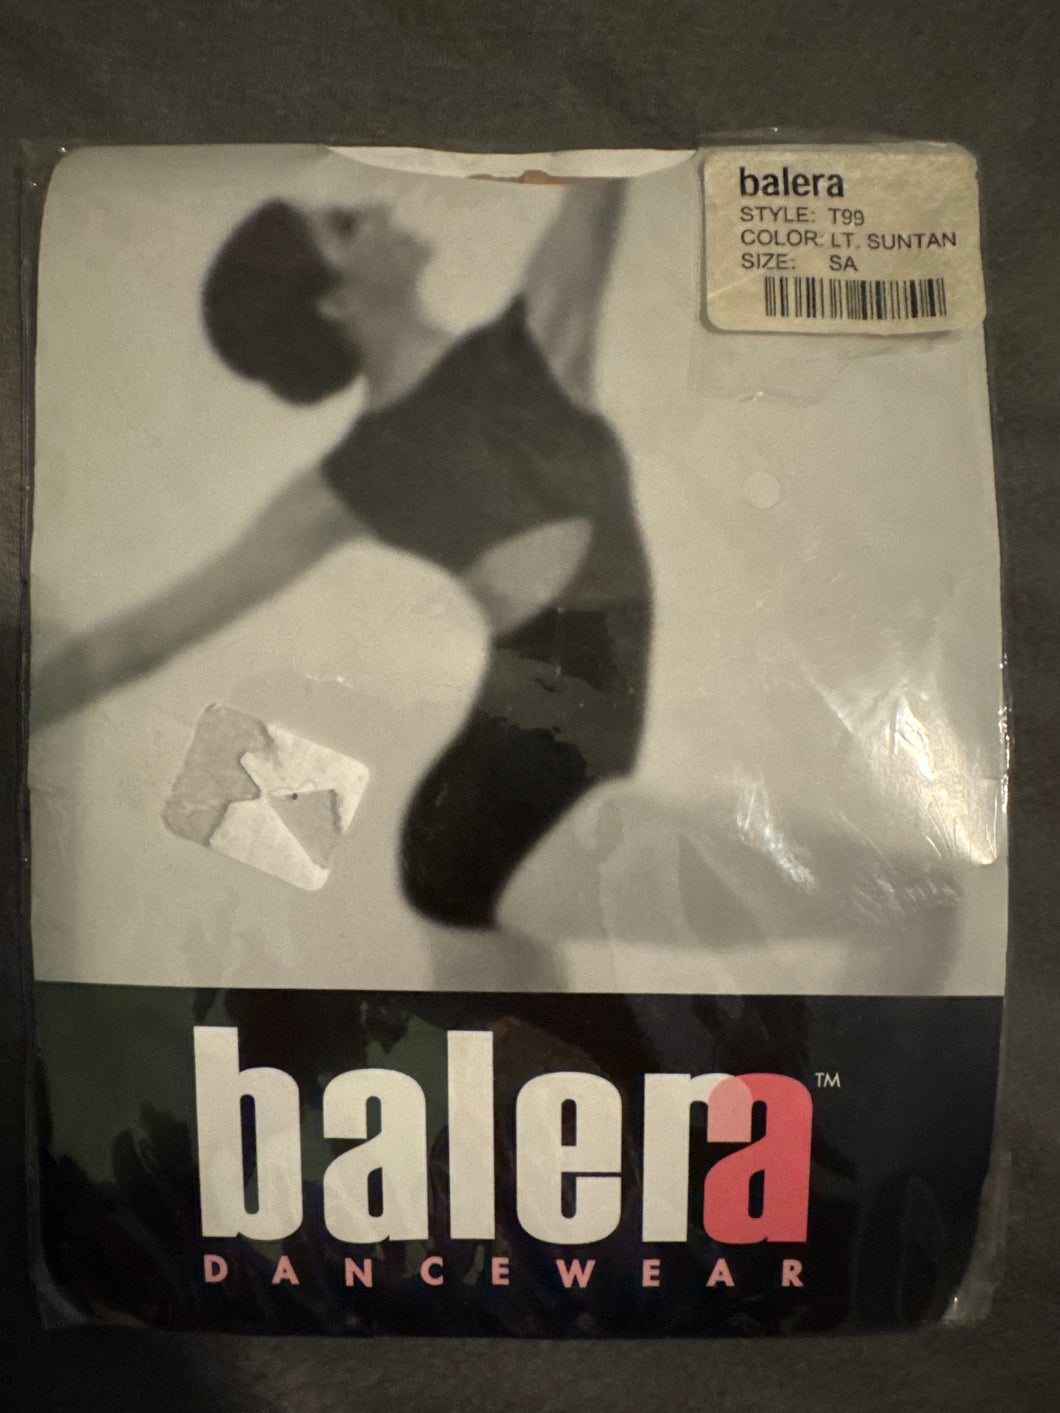 balera
STYLE: T99
COLOR: LT. SUNTAN
SIZE: SA
balera™
DANCEWEAR